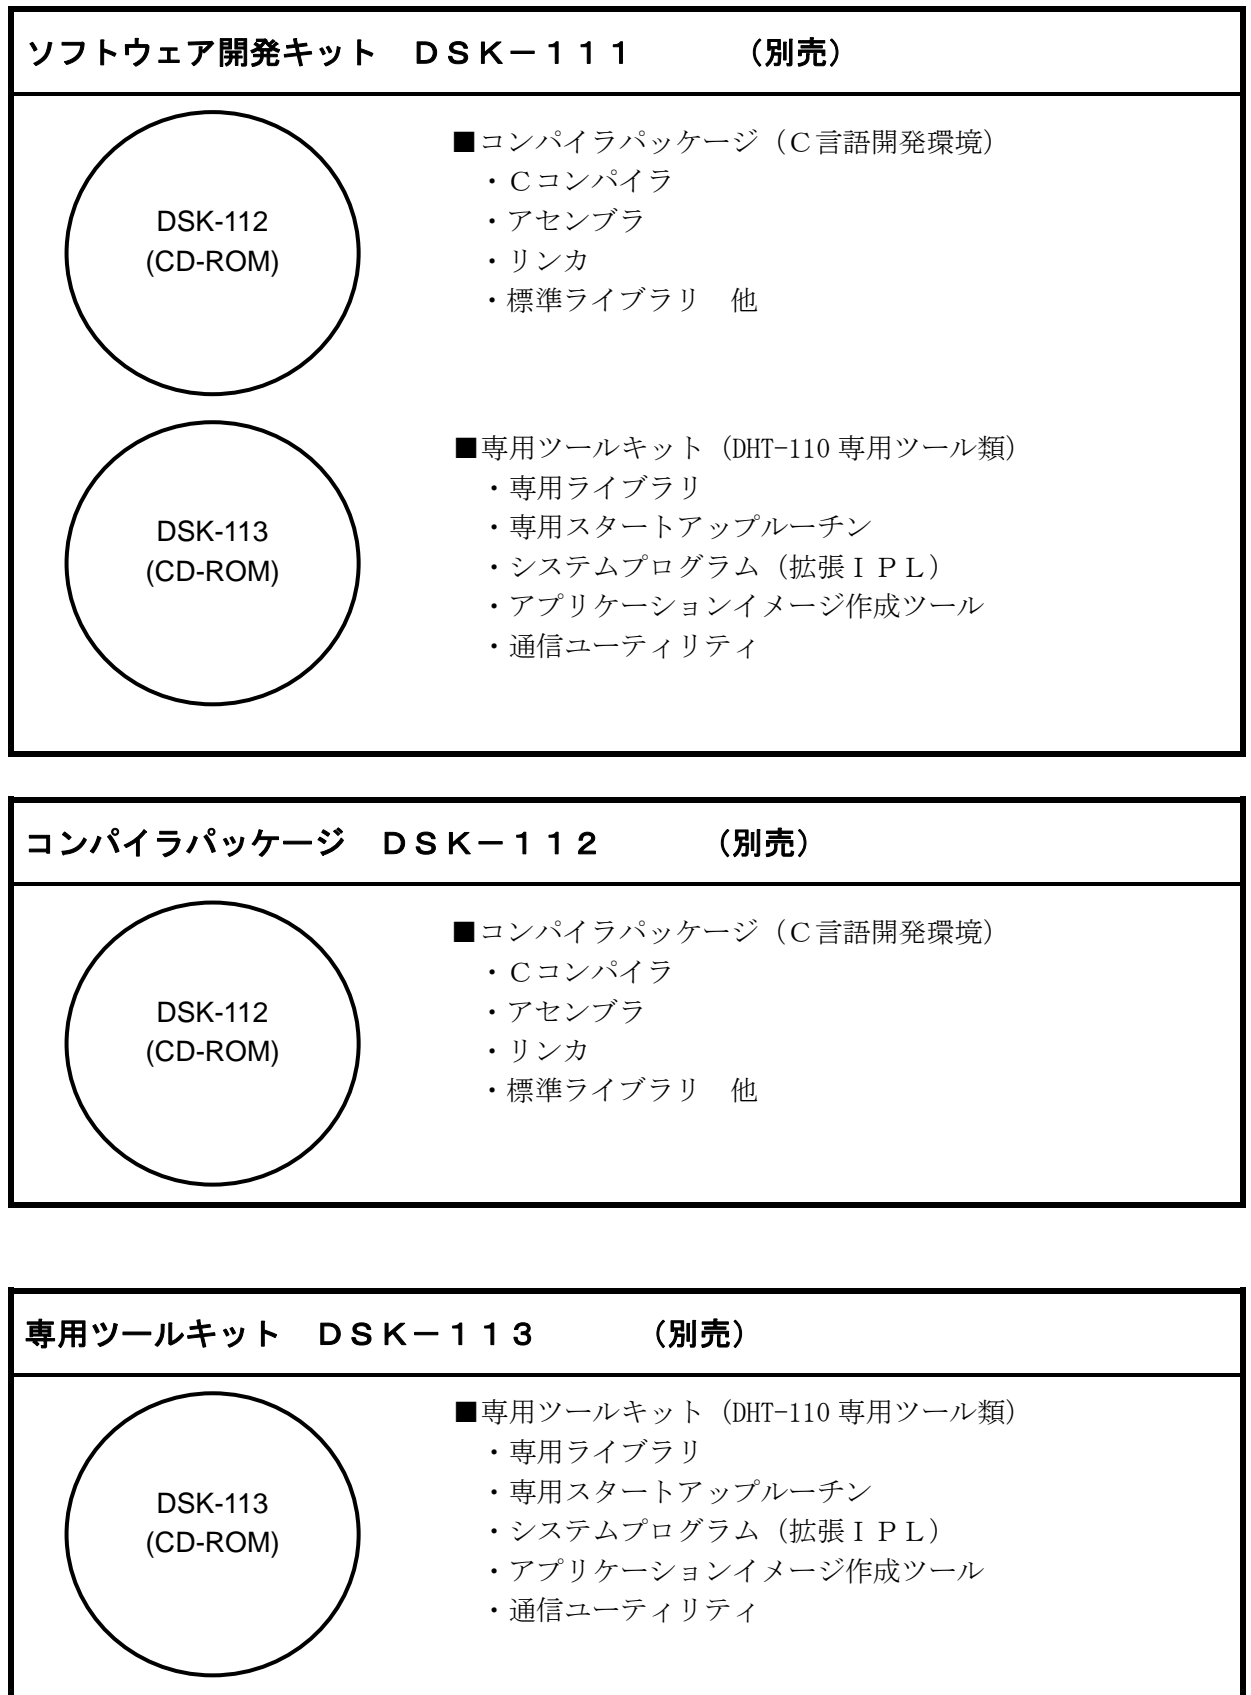 ソフトウェア開発キット　ＤＳＫ－１１１　　　（別売）
DSK-112
(CD-ROM)
■コンパイラパッケージ（Ｃ言語開発環境）
・Ｃコンパイラ
・アセンブラ
・リンカ
・標準ライブラリ　他
DSK-113
(CD-ROM)
■専用ツールキット（DHT-110 専用ツール類）
・専用ライブラリ
・専用スタートアップルーチン
・システムプログラム（拡張ＩＰＬ）
・アプリケーションイメージ作成ツール
・通信ユーティリティ
コンパイラパッケージ　ＤＳＫ－１１２　　　（別売）
DSK-112
(CD-ROM)
■コンパイラパッケージ（Ｃ言語開発環境）
・Ｃコンパイラ
・アセンブラ
・リンカ
・標準ライブラリ　他
専用ツールキット　ＤＳＫ－１１３　　　（別売）
DSK-113
(CD-ROM)
■専用ツールキット（DHT-110 専用ツール類）
・専用ライブラリ
・専用スタートアップルーチン
・システムプログラム（拡張ＩＰＬ）
・アプリケーションイメージ作成ツール
・通信ユーティリティ